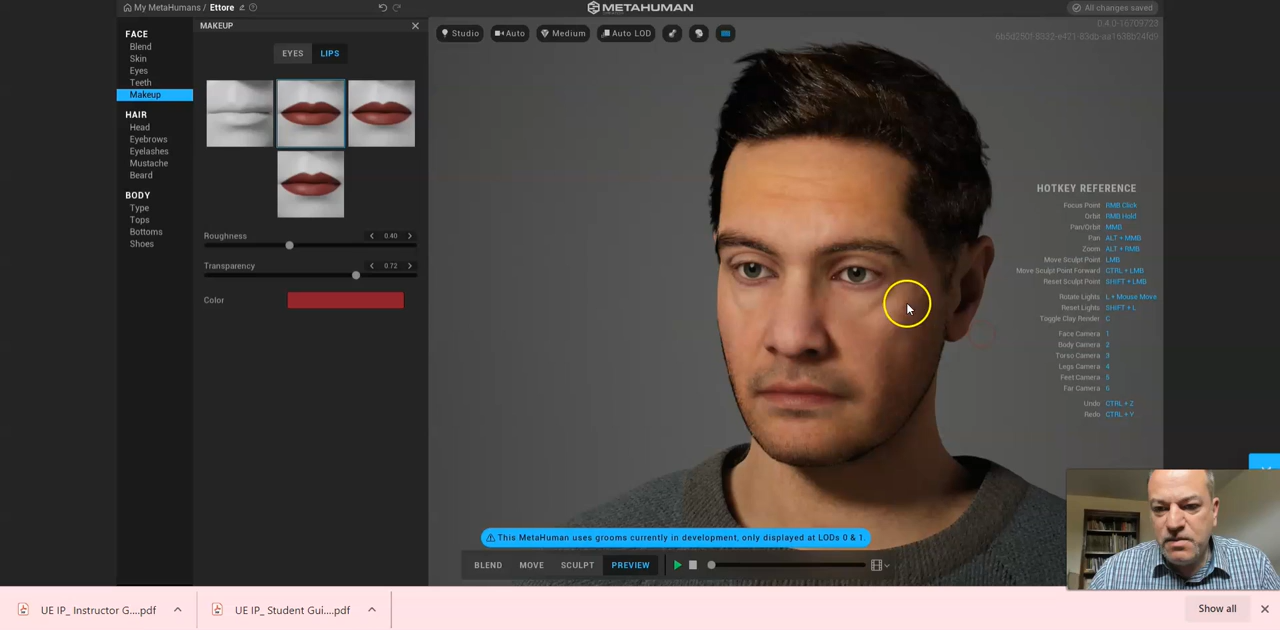 My MetaHumans / Ettore
METAHUMAN
All changes saved
0.4.0-16709723
FACE
Blend
Skin
Eyes
Teeth
Makeup
HAIR
Head
Eyebrows
Eyelashes
Mustache
Beard
BODY
Type
Tops
Bottoms
Shoes
MAKEUP
EYES LIPS
Roughness 0.40
Transparency 0.72
Color
Studio Auto Medium Auto LOD
HOTKEY REFERENCE
Focus Point RMB Click
Orbit RMB Hold
Pan/Orbit MMB
Pan ALT + MMB
Zoom ALT + RMB
Move Sculpt Point LMB
Move Sculpt Point Forward CTRL + LMB
Reset Sculpt Point SHIFT + LMB
Rotate Lights L + Mouse Move
Reset Lights SHIFT + L
Toggle Clay Render C
Face Camera 1
Body Camera 2
Torso Camera 3
Legs Camera 4
Feet Camera 5
Far Camera 6
Undo CTRL + Z
Redo CTRL + Y
This MetaHuman uses grooms currently in development, only displayed at LODs 0 & 1.
BLEND MOVE SCULPT PREVIEW
UE IP_ Instructor G....pdf UE IP_ Student Gui....pdf Show all